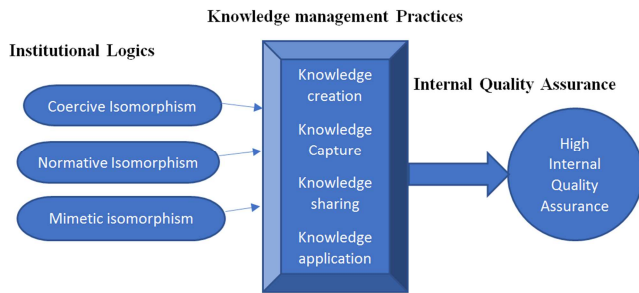 Knowledge management Practices
Institutional Logics
Coercive Isomorphism
Normative Isomorphism
Mimetic isomorphism
Knowledge
creation
Knowledge
Capture
Knowledge
sharing
Knowledge
application
Internal Quality Assurance
High
Internal
Quality
Assurance